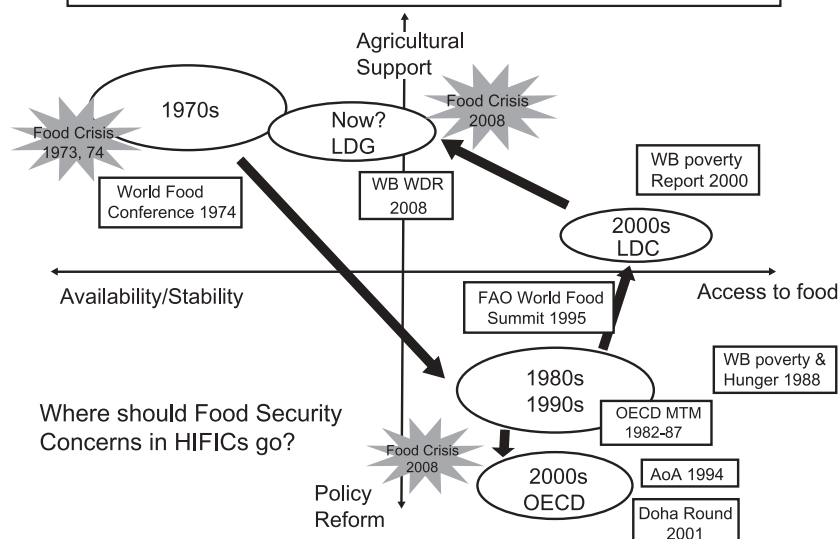 Agricultural
Support
1970s
Food Crisis
1973, 74
Now?
LDG
Food Crisis
2008
World Food
Conference 1974
WB WDR
2008
WB poverty
Report 2000
2000s
LDC
Availability/Stability
Access to food
FAO World Food
Summit 1995
1980s
1990s
WB poverty &
Hunger 1988
OECD MTM
1982-87
Where should Food Security
Concerns in HIFICs go?
Food Crisis
2008
2000s
OECD
AoA 1994
Policy
Reform
Doha Round
2001